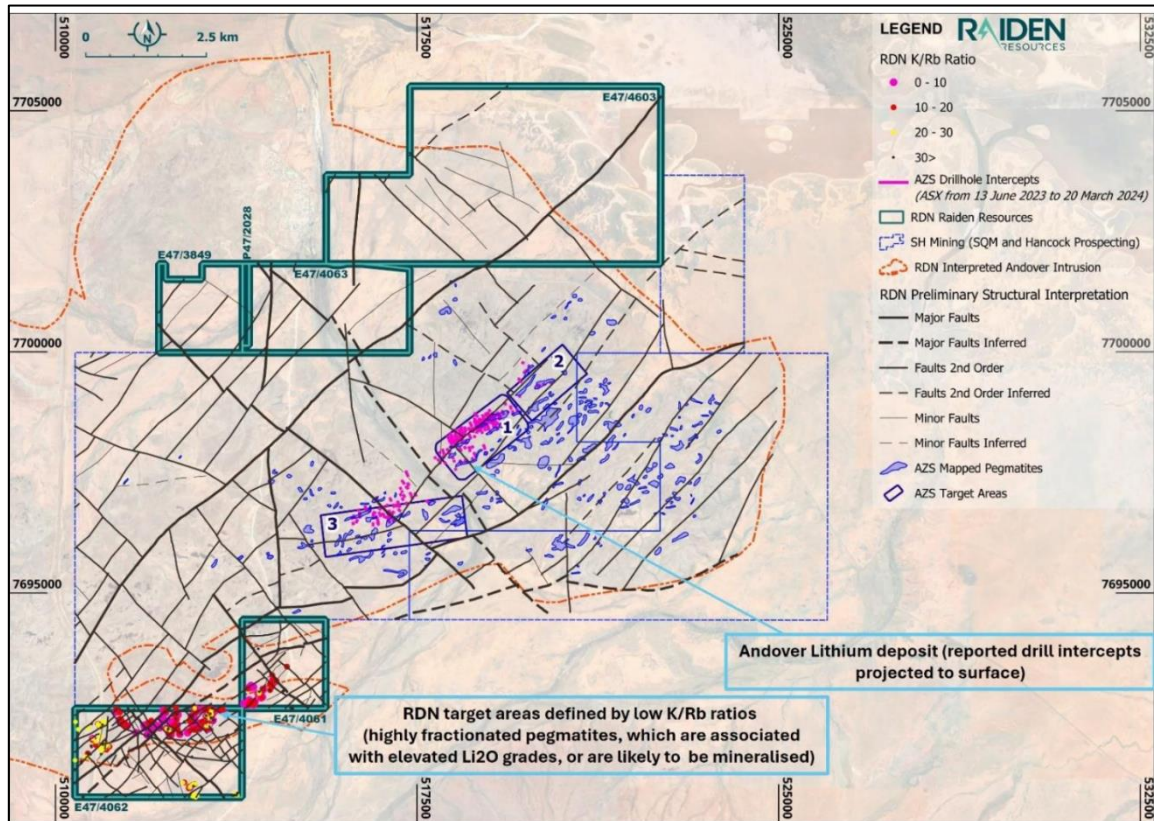 510000
517500
525000
532500
0 2.5 km
N
LEGEND
RAIDEN
RESOURCES
RDN K/Rb Ratio
0 - 10
10 - 20
20 - 30
30>
AZS Drillhole Intercepts
(ASX from 13 June 2023 to 20 March 2024)
RDN Raiden Resources
SH Mining (SQM and Hancock Prospecting)
RDN Interpreted Andover Intrusion
RDN Preliminary Structural Interpretation
Major Faults
Major Faults Inferred
Faults 2nd Order
Faults 2nd Order Inferred
Minor Faults
Minor Faults Inferred
AZS Mapped Pegmatites
AZS Target Areas
7705000
7705000
E47/4603
E47/3849
P47/2028
E47/4063
7700000
7700000
2
1
3
7695000
7695000
Andover Lithium deposit (reported drill intercepts
projected to surface)
E47/4061
RDN target areas defined by low K/Rb ratios
(highly fractionated pegmatites, which are associated
with elevated Li2O grades, or are likely to be mineralised)
E47/4062
510000
517500
525000
532500